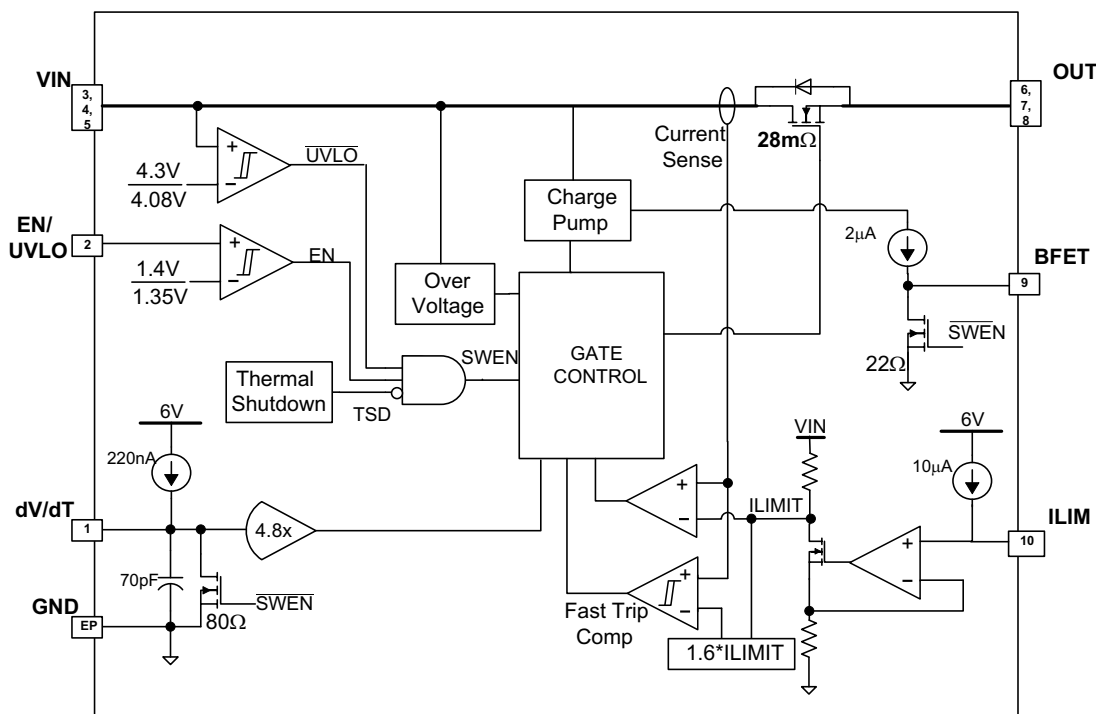 VIN
3,
4,
5
OUT
6,
7,
8
Current
Sense
28mΩ
+
−
UVLO
4.3V
4.08V
Charge
Pump
EN/
UVLO
2
+
−
EN
1.4V
1.35V
2μA
BFET
9
Over
Voltage
SWEN
22Ω
GATE
CONTROL
SWEN
Thermal
Shutdown
TSD
6V
220nA
VIN
6V
10μA
dV/dT
1
4.8x
+
−
ILIMIT
ILIM
10
+
−
70pF
SWEN
80Ω
GND
EP
+
−
Fast Trip
Comp
1.6*ILIMIT